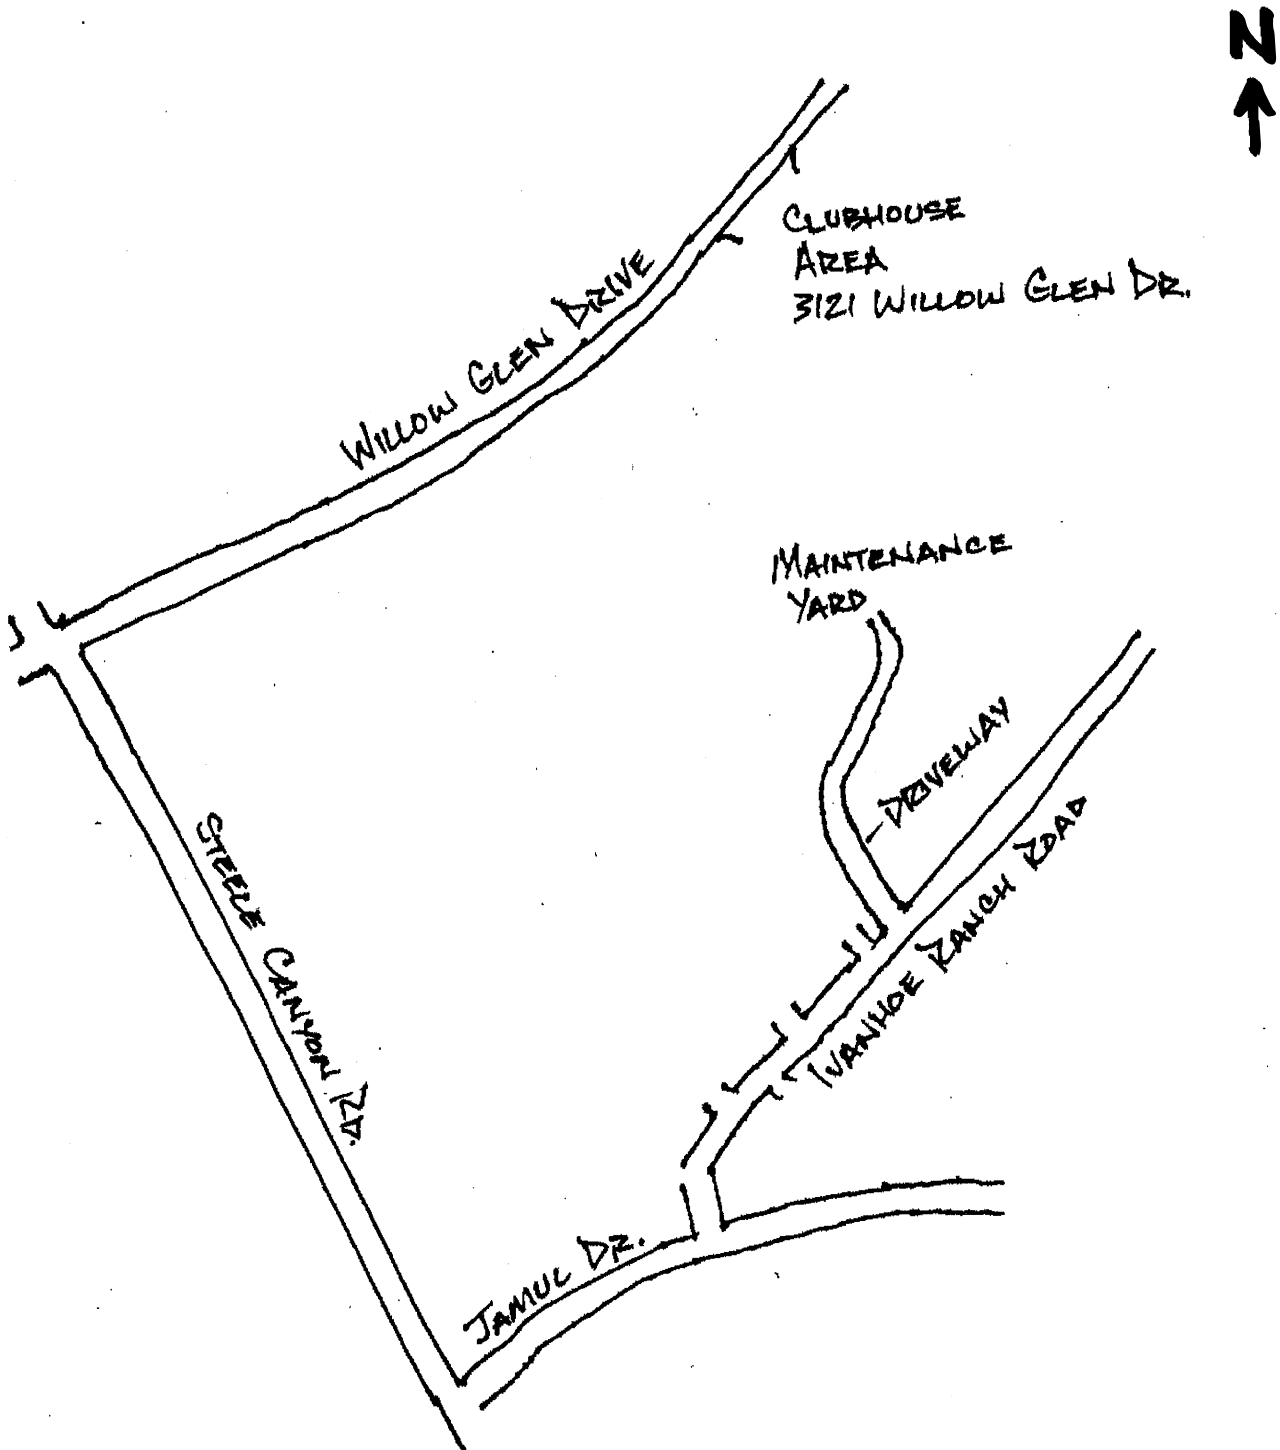 N
CLUBHOUSE
AREA
3121 WILLOW GLEN DR.
WILLOW GLEN DRIVE
MAINTENANCE
YARD
DRIVEWAY
STEELE CANYON RD.
IVANHOE RANCH ROAD
JAMUL DR.